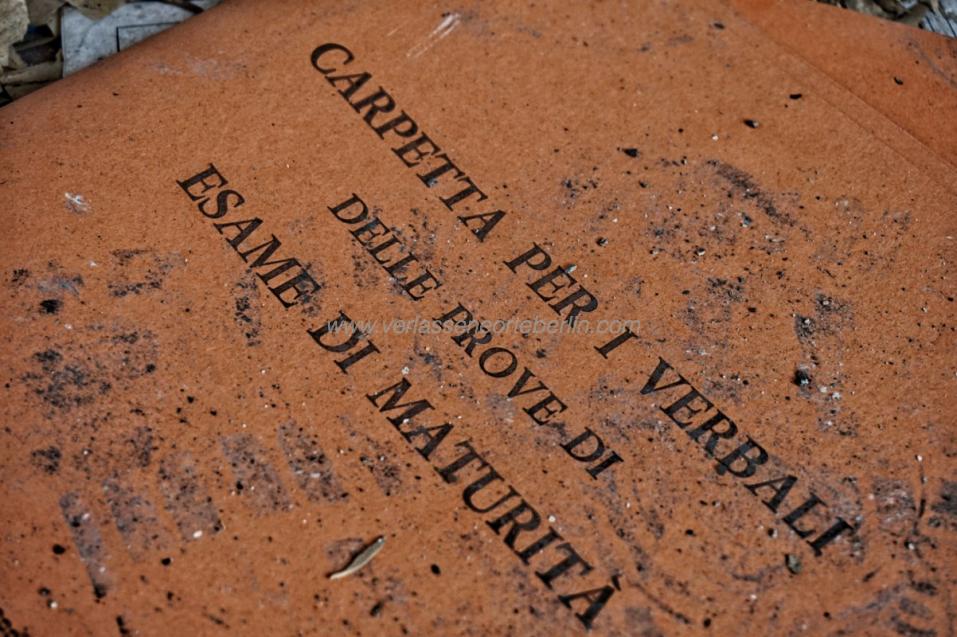 CARPETTA PER I VERBALI
DELLE PROVE DI
ESAME DI MATURITÀ
www.verlasseneorteberlin.com